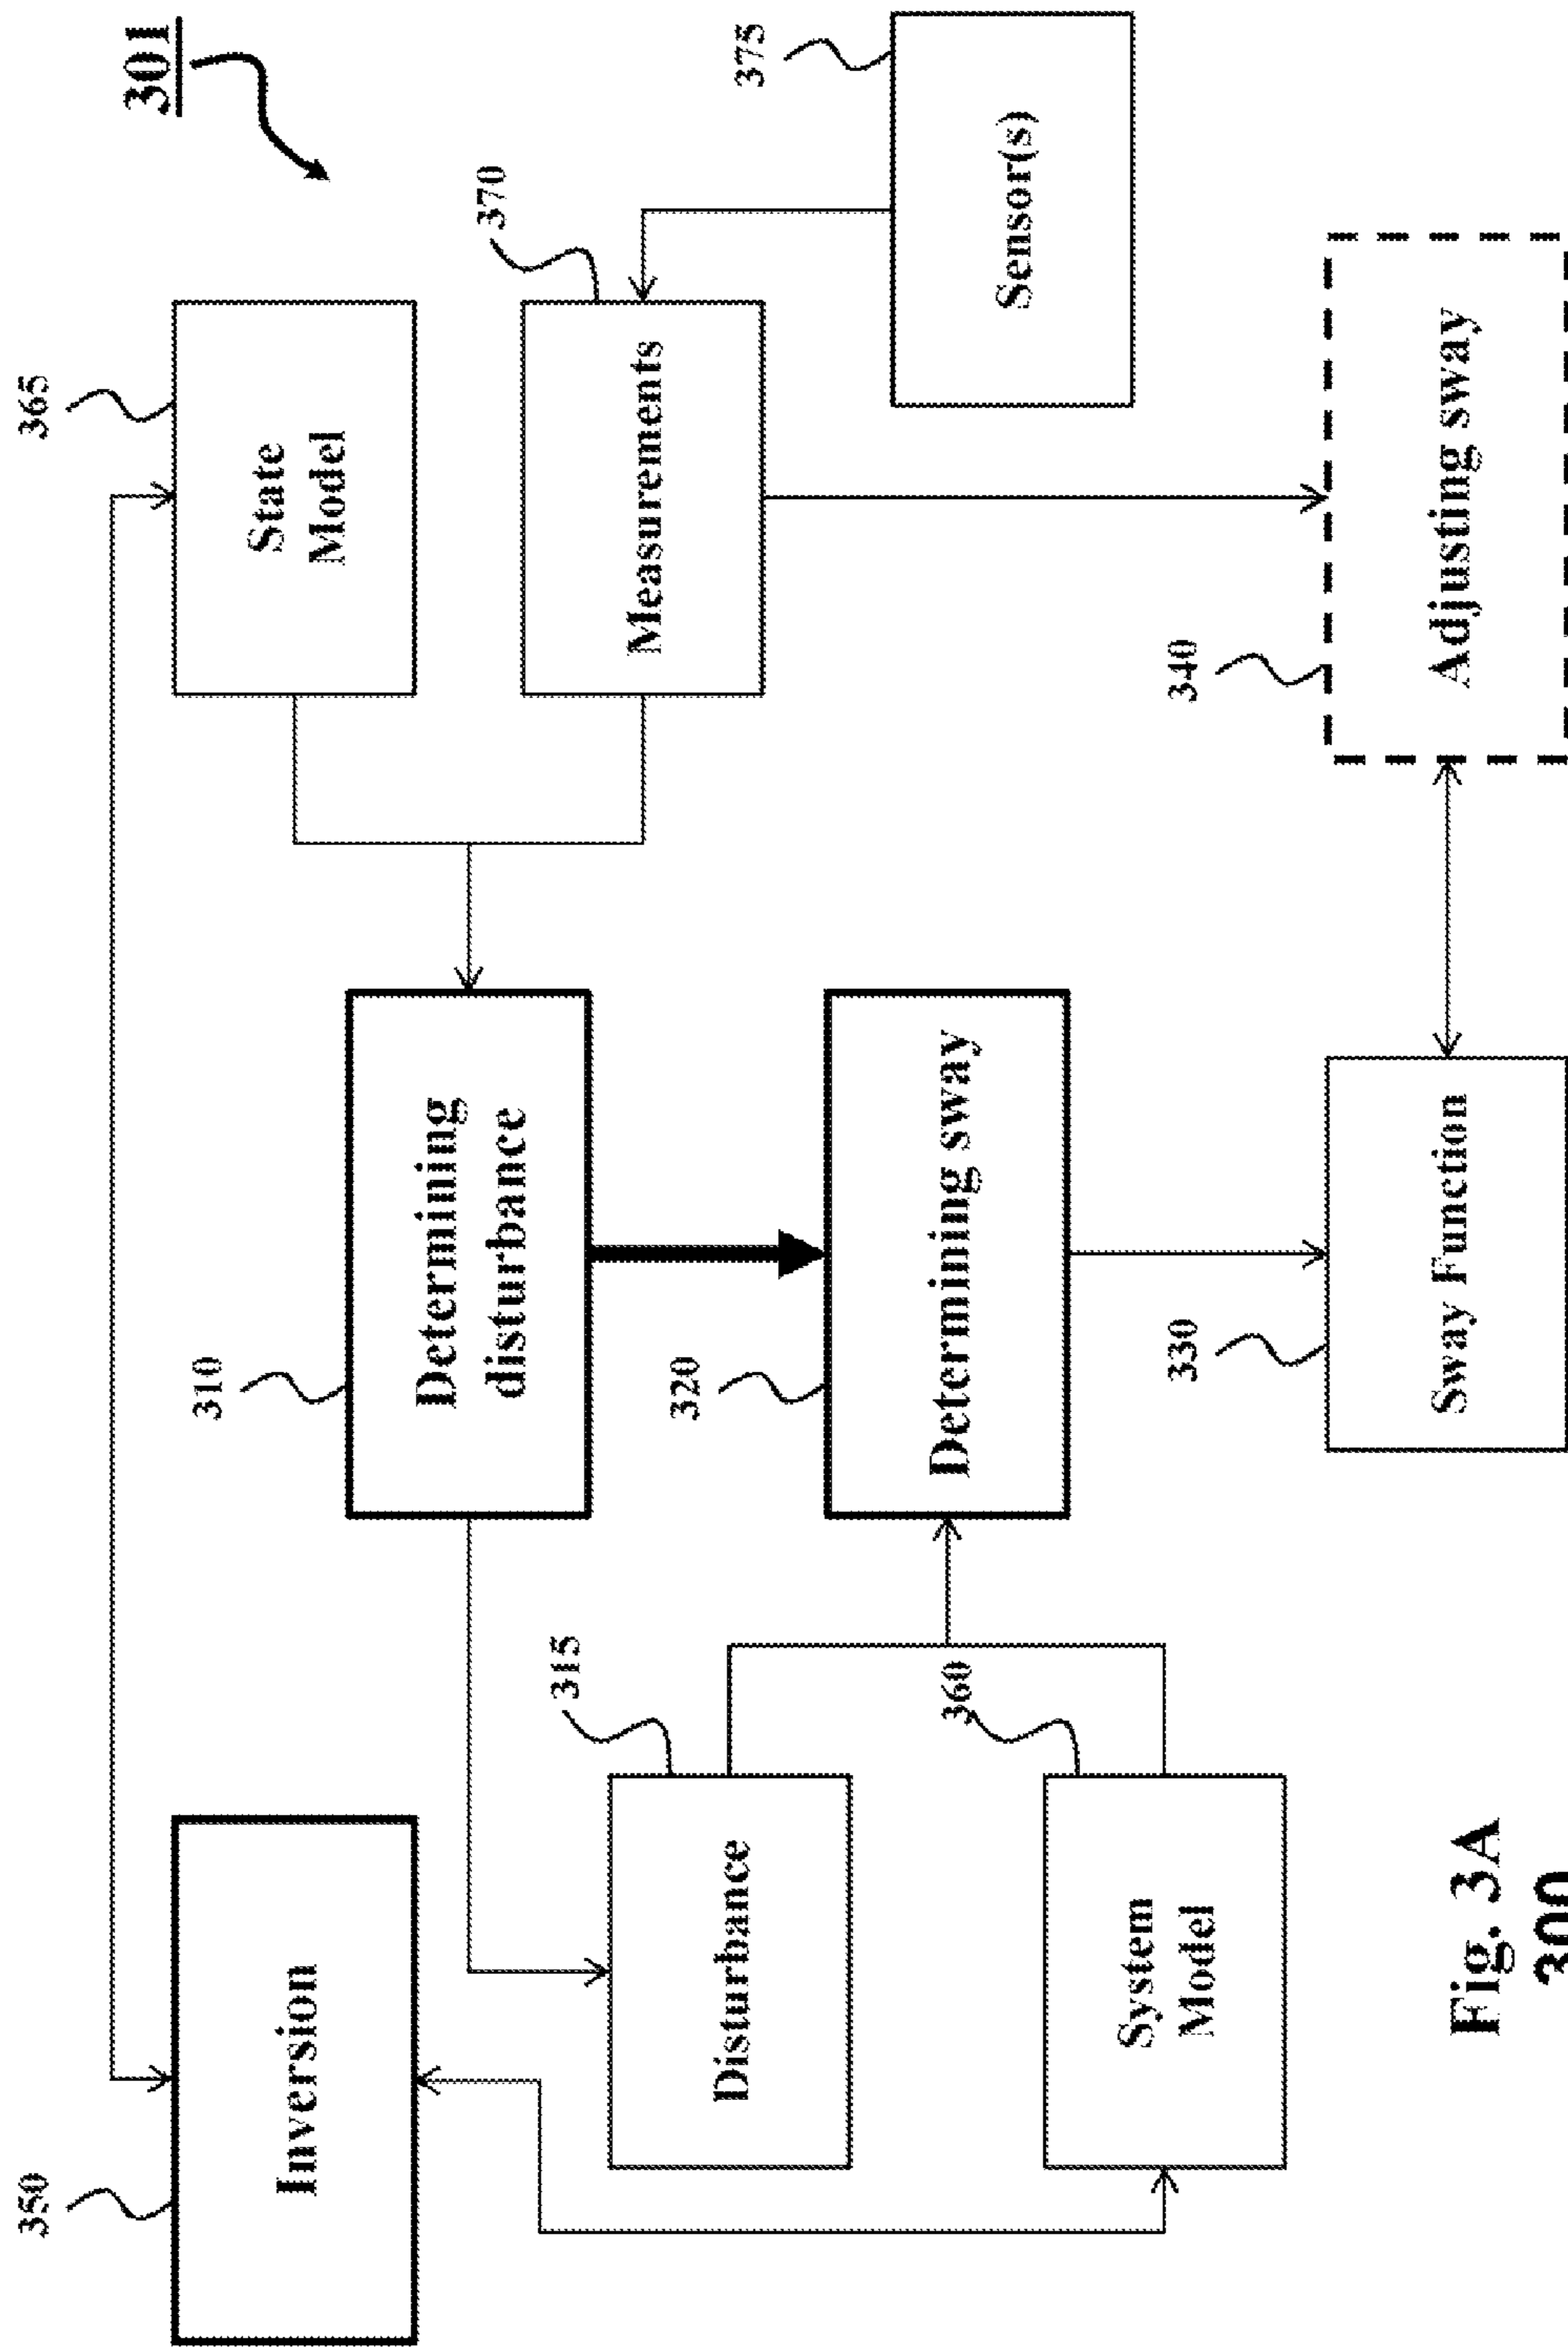 301
350
Inversion
365
State
Model
310
Determining
disturbance
370
Measurements
375
Sensor(s)
315
Disturbance
320
Determining sway
360
System
Model
330
Sway Function
340
Adjusting sway
Fig. 3A
300